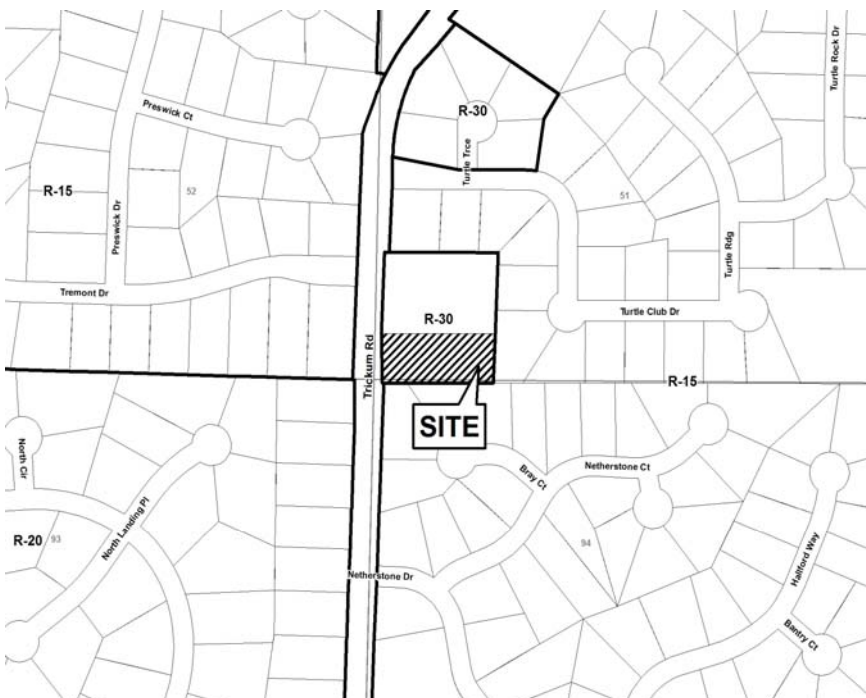 Turtle Rock Dr
Preswick Ct
R-30
Turtle Trce
R-15
52
51
Preswick Dr
Turtle Rdg
Tremont Dr
Turtle Club Dr
R-30
Trickum Rd
R-15
SITE
North Cir
Bray Ct
Netherstone Ct
North Landing Pl
R-20
93
94
Hallford Way
Netherstone Dr
Bantry Ct